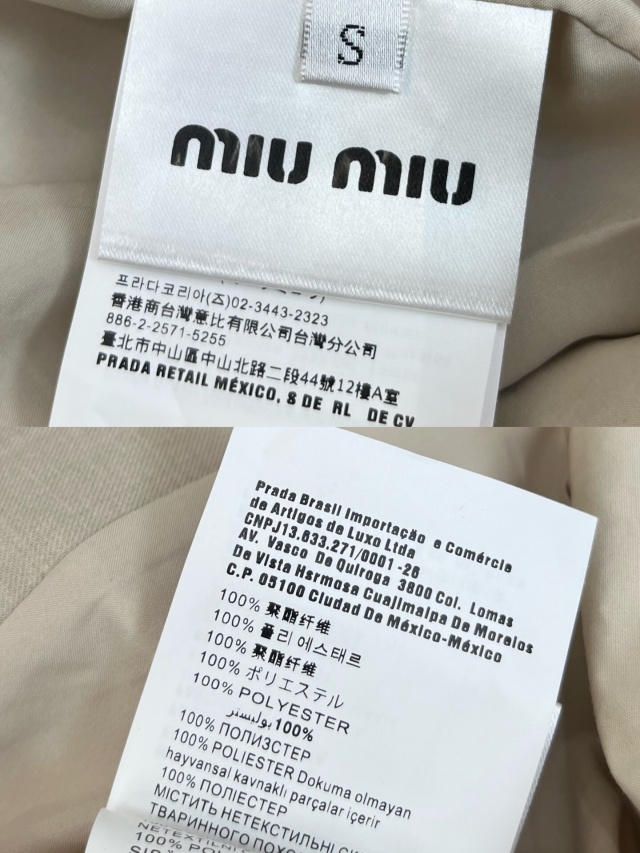 S
miu miu
프라다코리아(즈)02-3443-2323
香港商台灣意比有限公司台灣分公司
886-2-2571-5255
臺北市中山區中山北路二段44號12樓A室
PRADA RETAIL MÉXICO, S DE RL DE CV
Prada Brasil Importação e Comércie
de Artigos de Luxo Ltda
CNPJ13.633.271/0001-26
AV. Vasco De Quiroga 3800 Col. Lomas
De Vista Hsrmosa Cuajimalpa De Morelos
C.P. 05100 Ciudad De México-México
100% 聚酯纤维
100% 폴리에스태르
100% 聚酯纤维
100% ポリエステル
100% POLYESTER
100% بوليستر
100% ПОЛИЗСТЕР
100% POLIESTER Dokuma olmayan
hayvansal kavnaklı parçalar içerir
100% ПОЛІЕСТЕР
МІСТИТЬ НЕТЕКСТИЛЬНІ
ТВАРИННОГО
100%